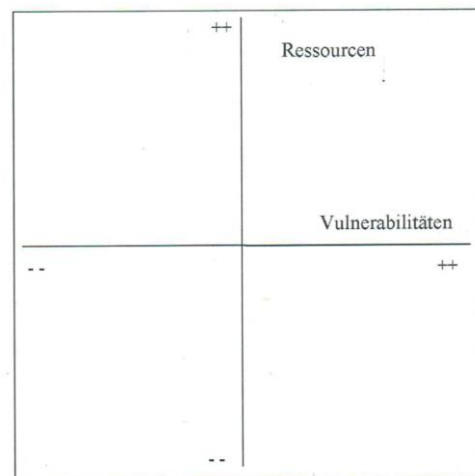 ++
Ressourcen
Vulnerabilitäten
- -
++
- -